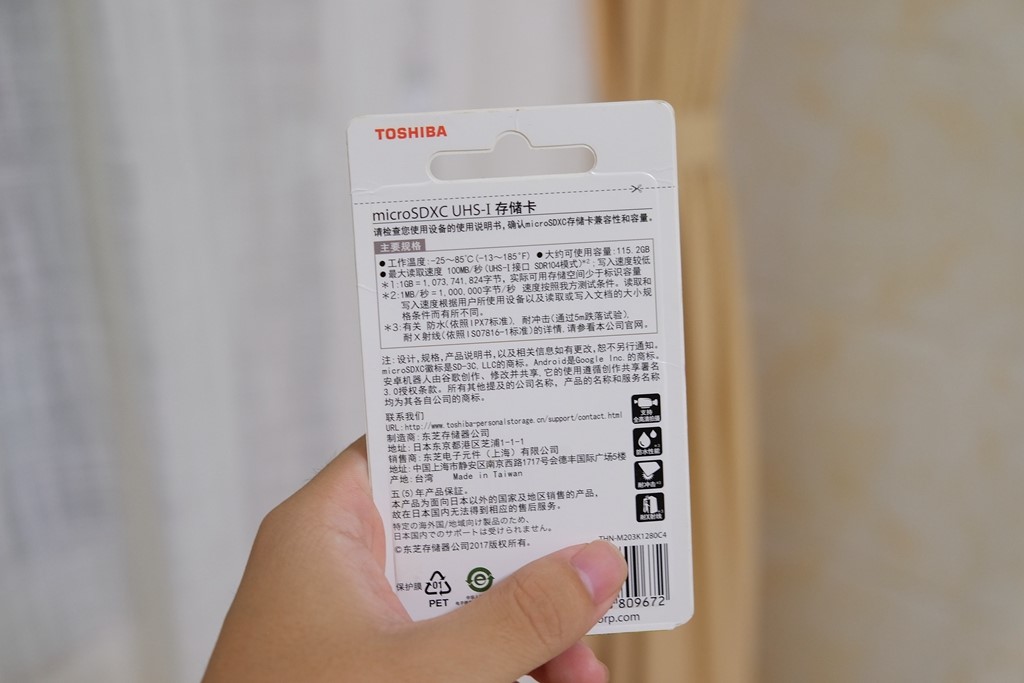 TOSHIBA
microSDXC UHS-I 存储卡
请检查您使用设备的使用说明书,确认microSDXC存储卡兼容性和容量。
主要规格
●工作温度:-25~85℃(-13~185°F) ●大约可使用容量:115.2GB
●最大读取速度 100MB/秒(UHS-I接口 SDR104模式)*²; 写入速度较低
*1:1GB=1,073,741,824字节, 实际可用存储空间少于标识容量
*2:1MB/秒=1,000,000字节/秒 速度按照我方测试条件, 读取和
写入速度根据用户所使用设备以及读取或写入文档的大小规
格条件而有所不同。
*3:有关 防水(依照IPX7标准), 耐冲击(通过5m跌落试验),
耐X射线(依照ISO7816-1标准)的详情,请参看本公司官网。
注: 设计,规格,产品说明书,以及相关信息如有更改,恕不另行通知。
microSDXC徽标是SD-3C, LLC的商标。Android是Google Inc.的商标。
安卓机器人由谷歌创作、修改并共享,它的使用遵循创作共享署名
3.0授权条款。所有其他提及的公司名称, 产品的名称和服务名称
均为其各自公司的商标。
联系我们
URL:http://www.toshiba-personalstorage.cn/support/contact.html
制造商: 东芝存储器公司
地址: 日本东京都港区芝浦1-1-1
销售商: 东芝电子元件(上海)有限公司
地址: 中国上海市静安区南京西路1717号会德丰国际广场5楼
产地: 台湾 Made in Taiwan
五(5)年产品保证。
本产品为面向日本以外的国家及地区销售的产品,
故在日本国内无法得到相应的售后服务。
特定の海外国/地域向け製品のため、
日本国内でのサポートは受けられません。
©东芝存储器公司2017版权所有。
支持
全高清拍摄
防水性能
耐冲击
耐X射线
THN-M203K1280C4
保护膜
01
PET
809672
orp.com